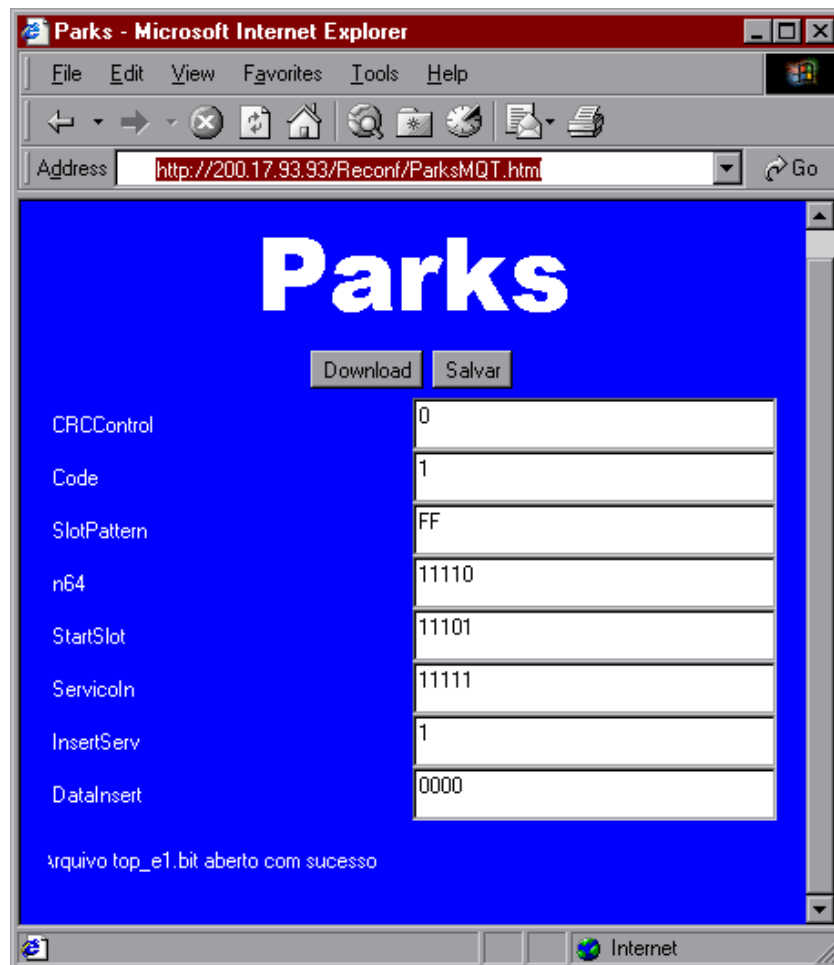 Parks - Microsoft Internet Explorer
File Edit View Favorites Tools Help
Address http://200.17.93.93/Reconf/ParksMQT.html Go
Parks
Download Salvar
CRCControl 0
Code 1
SlotPattern FF
n64 11110
StartSlot 11101
ServicoIn 11111
InsertServ 1
DataInsert 0000
Arquivo top_e1.bit aberto com sucesso
Internet